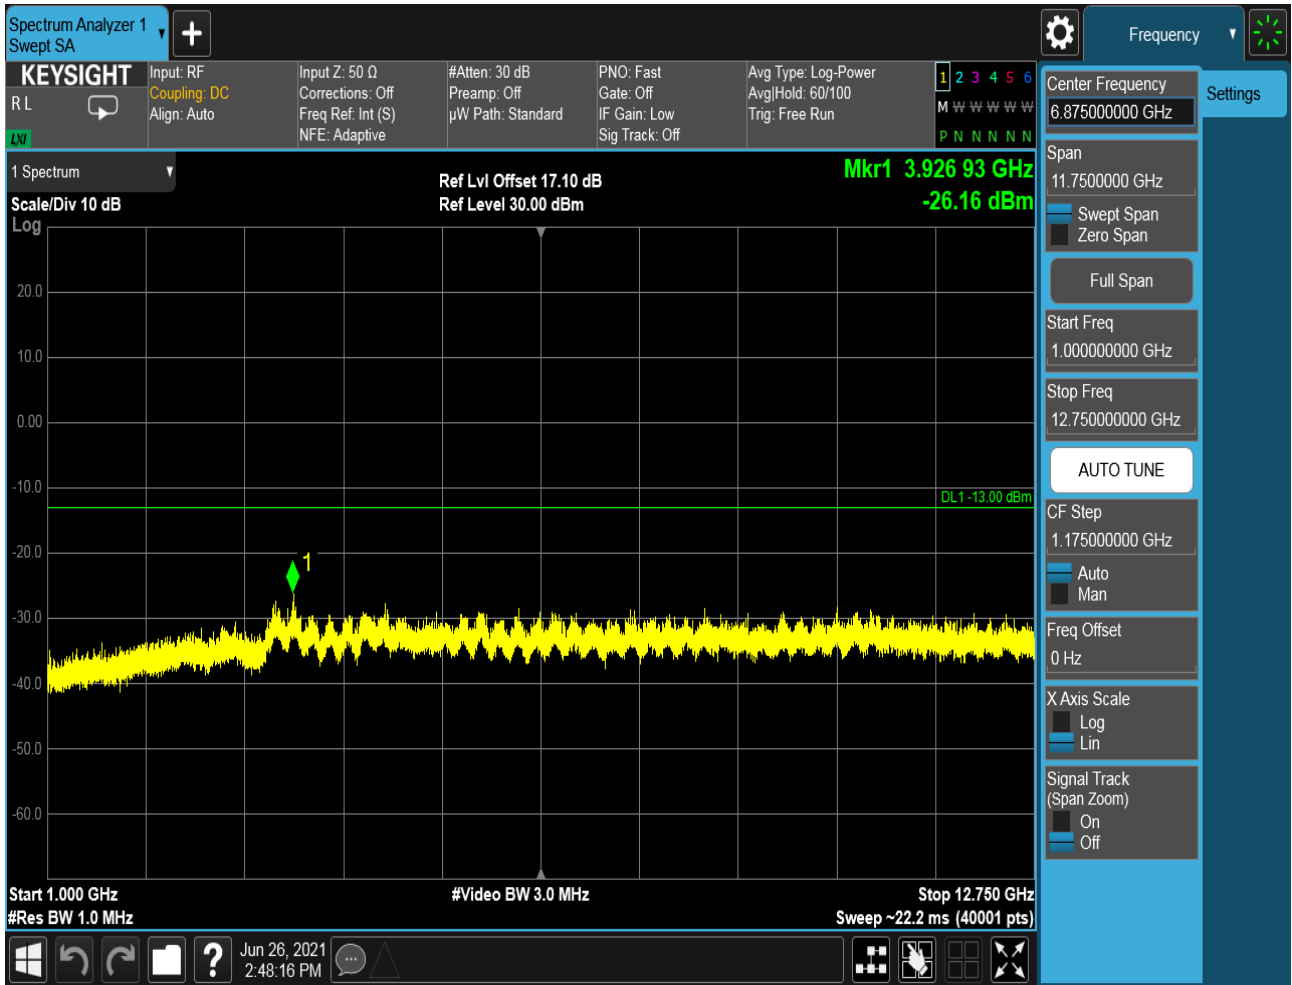 Spectrum Analyzer 1
Swept SA
Frequency
KEYSIGHT
R L
LXI
Input: RF
Coupling: DC
Align: Auto
Input Z: 50 Ω
Corrections: Off
Freq Ref: Int (S)
NFE: Adaptive
#Atten: 30 dB
Preamp: Off
µW Path: Standard
PNO: Fast
Gate: Off
IF Gain: Low
Sig Track: Off
Avg Type: Log-Power
Avg|Hold: 60/100
Trig: Free Run
1 2 3 4 5 6
M W W W W W
P N N N N N
1 Spectrum
Scale/Div 10 dB
Log
Ref Lvl Offset 17.10 dB
Ref Level 30.00 dBm
Mkr1 3.926 93 GHz
-26.16 dBm
20.0
10.0
0.00
-10.0
DL1 -13.00 dBm
-20.0
1
-30.0
-40.0
-50.0
-60.0
Start 1.000 GHz
#Video BW 3.0 MHz
Stop 12.750 GHz
#Res BW 1.0 MHz
Sweep ~22.2 ms (40001 pts)
Jun 26, 2021
2:48:16 PM
Center Frequency
6.875000000 GHz
Settings
Span
11.7500000 GHz
Swept Span
Zero Span
Full Span
Start Freq
1.000000000 GHz
Stop Freq
12.750000000 GHz
AUTO TUNE
CF Step
1.175000000 GHz
Auto
Man
Freq Offset
0 Hz
X Axis Scale
Log
Lin
Signal Track
(Span Zoom)
On
Off